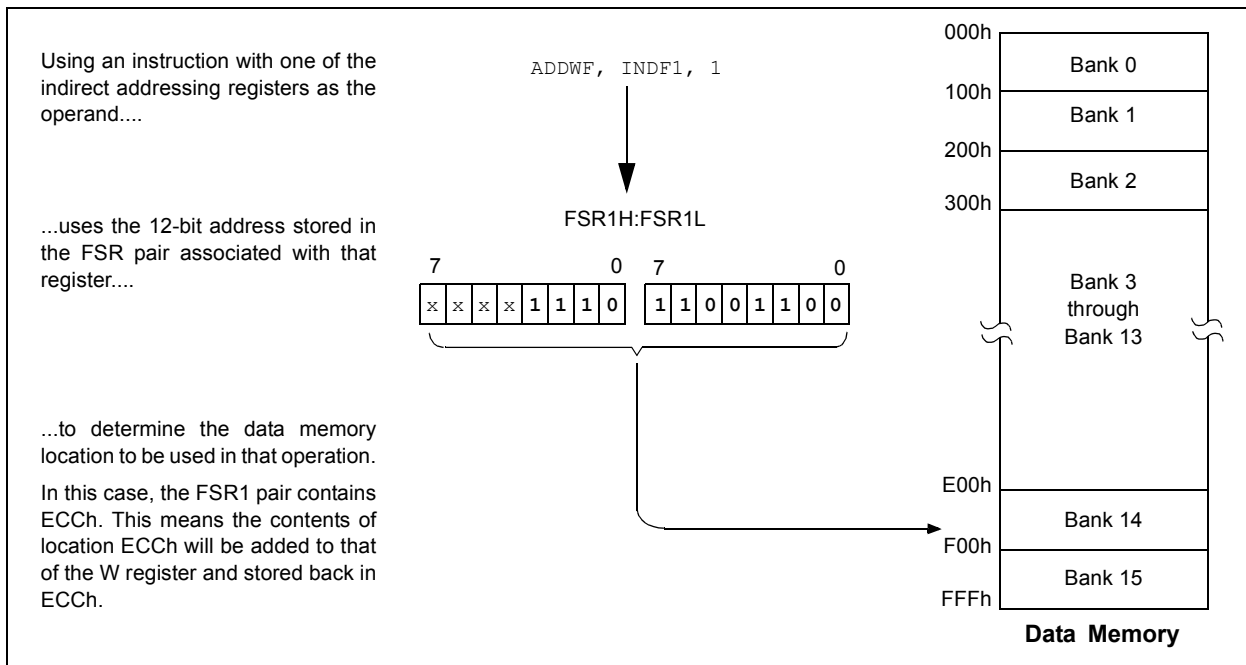 Using an instruction with one of the
indirect addressing registers as the
operand....
ADDWF, INDF1, 1
...uses the 12-bit address stored in
the FSR pair associated with that
register....
FSR1H:FSR1L
7 0 7 0
x x x x 1 1 1 0 1 1 0 0 1 1 0 0
...to determine the data memory
location to be used in that operation.
In this case, the FSR1 pair contains
ECCh. This means the contents of
location ECCh will be added to that
of the W register and stored back in
ECCh.
000h
Bank 0
100h
Bank 1
200h
Bank 2
300h
Bank 3
through
Bank 13
E00h
Bank 14
F00h
Bank 15
FFFh
Data Memory